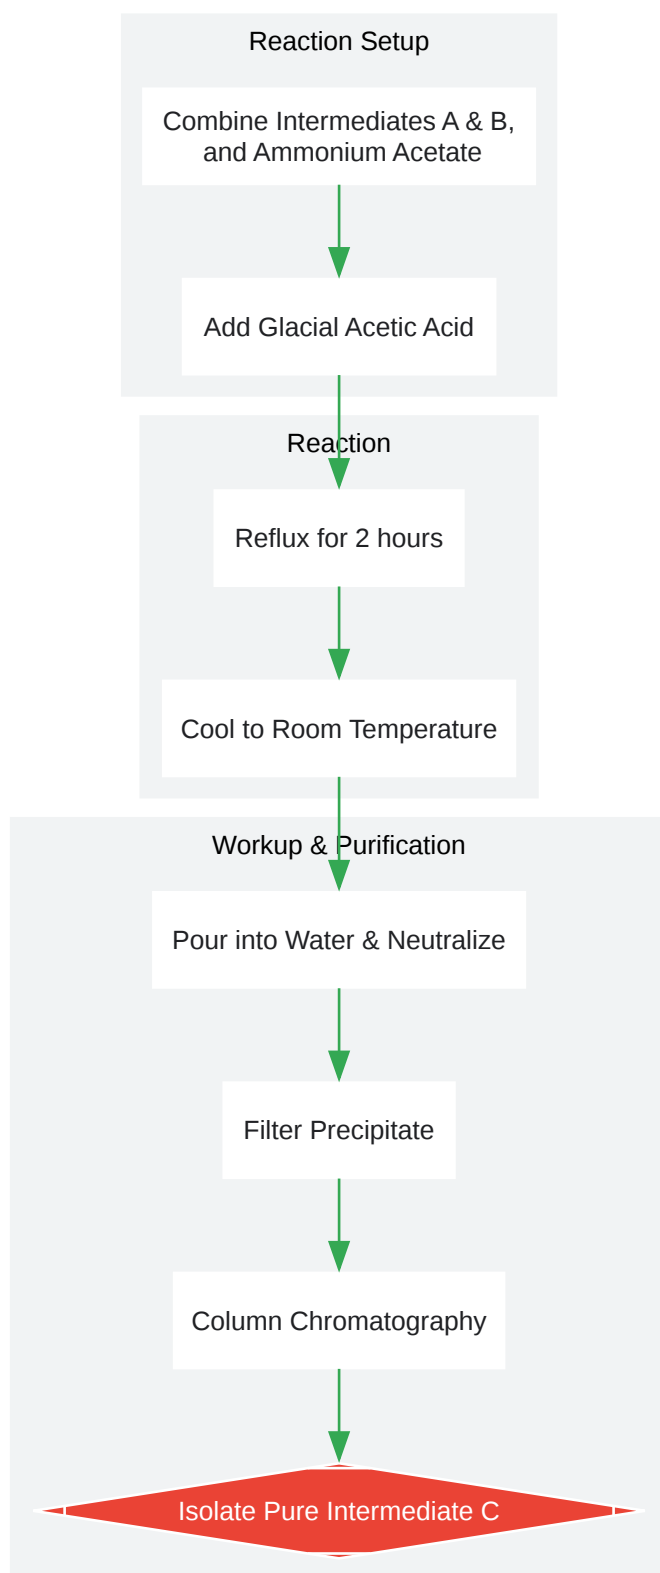 Reaction Setup
Combine Intermediates A & B,
and Ammonium Acetate
Add Glacial Acetic Acid
Reaction
Reflux for 2 hours
Cool to Room Temperature
Workup & Purification
Pour into Water & Neutralize
Filter Precipitate
Column Chromatography
Isolate Pure Intermediate C